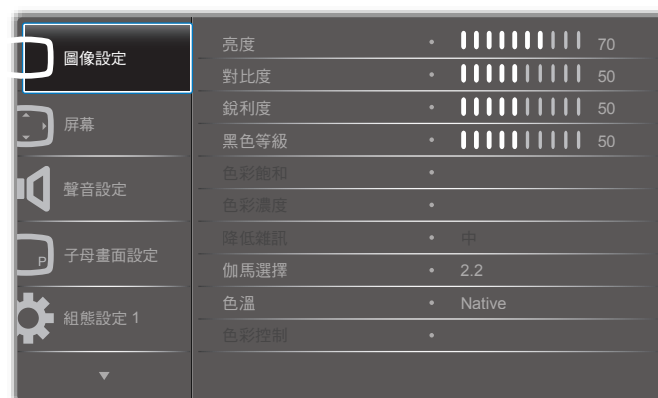 圖像設定
屏幕
聲音設定
P
子母畫面設定
組態設定 1
亮度 • 70
對比度 • 50
銳利度 • 50
黑色等級 • 50
色彩飽和 •
色彩濃度 •
降低雜訊 • 中
伽馬選擇 • 2.2
色溫 • Native
色彩控制 •